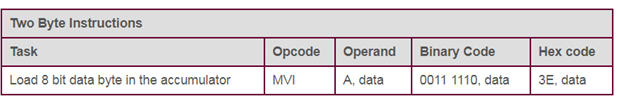 Two Byte Instructions
Task Opcode Operand Binary Code Hex code
Load 8 bit data byte in the accumulator MVI A, data 0011 1110, data 3E, data